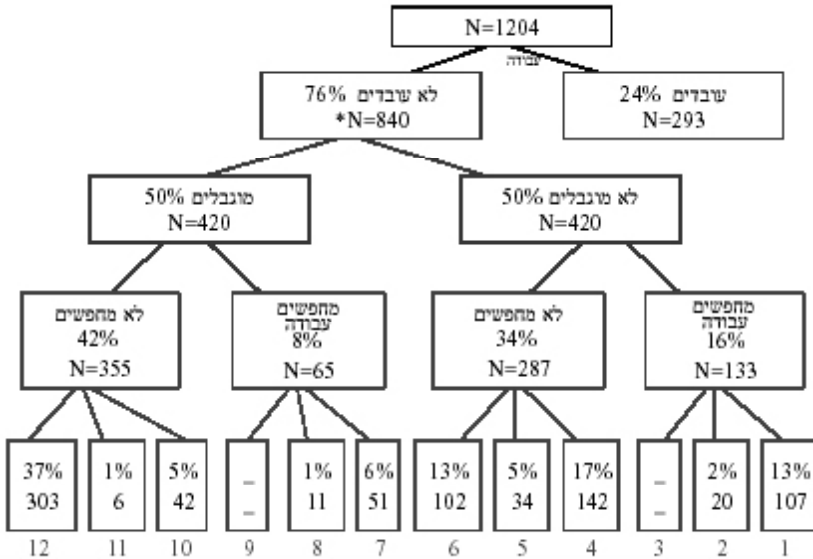 N=1204
עבודה
עובדים 24%
N=293
לא עובדים 76%
*N=840
לא מוגבלים 50%
N=420
מוגבלים 50%
N=420
מחפשים
עבודה
16%
N=133
לא מחפשים
34%
N=287
מחפשים
עבודה
8%
N=65
לא מחפשים
42%
N=355
13%
107
2%
20
_
_
17%
142
5%
34
13%
102
6%
51
1%
11
_
_
5%
42
1%
6
37%
303
12 11 10 9 8 7 6 5 4 3 2 1